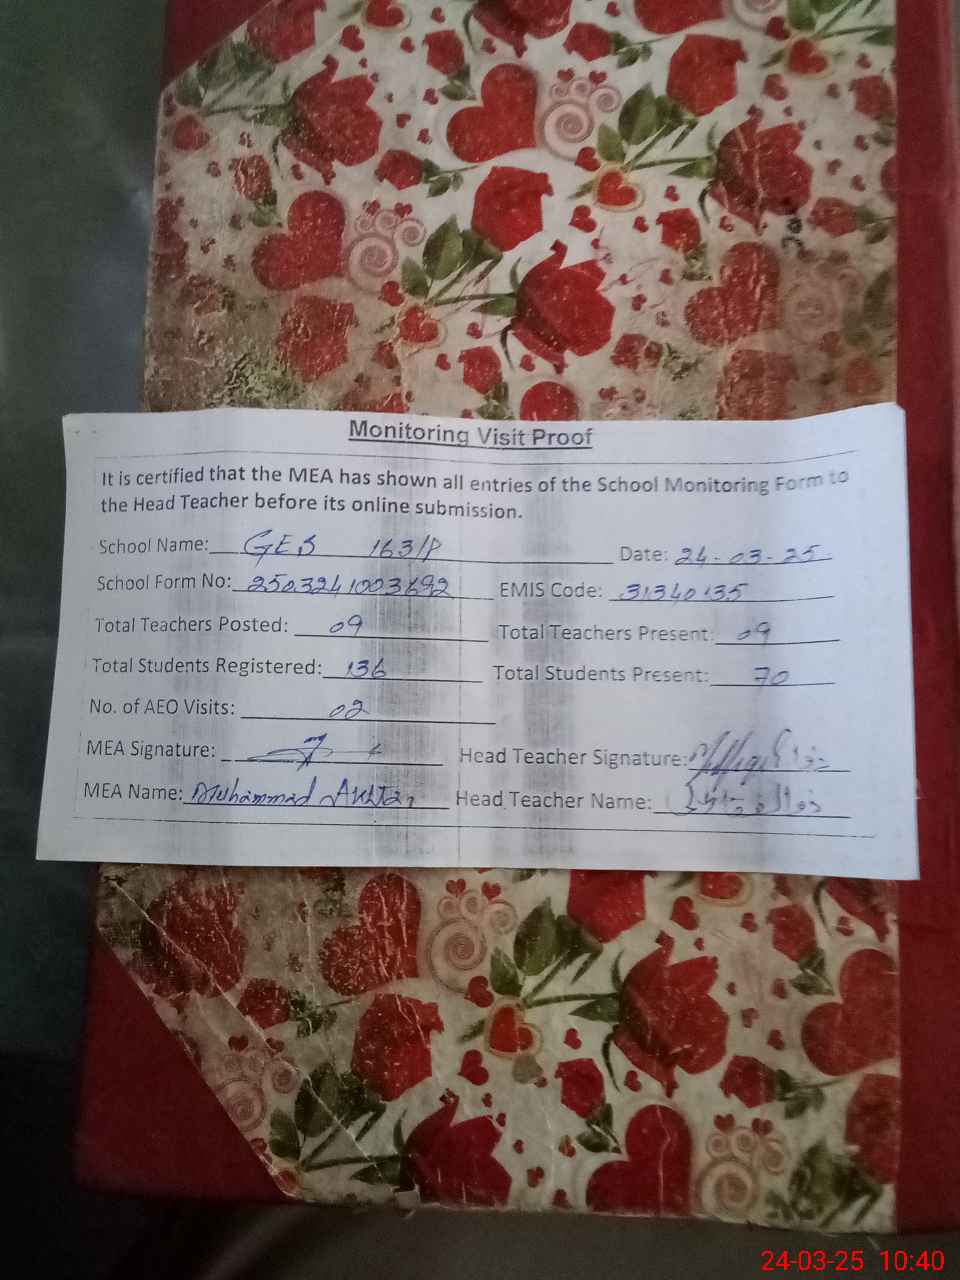 Monitoring Visit Proof
It is certified that the MEA has shown all entries of the School Monitoring Form to
the Head Teacher before its online submission.
School Name: GES 163/P Date: 24-03-25
School Form No: 2503241003692 EMIS Code: 31340135
Total Teachers Posted: 09 Total Teachers Present: 09
Total Students Registered: 136 Total Students Present: 70
No. of AEO Visits: 02
MEA Signature: Head Teacher Signature:
MEA Name: Muhammad Akhtar Head Teacher Name:
24-03-25 10:40